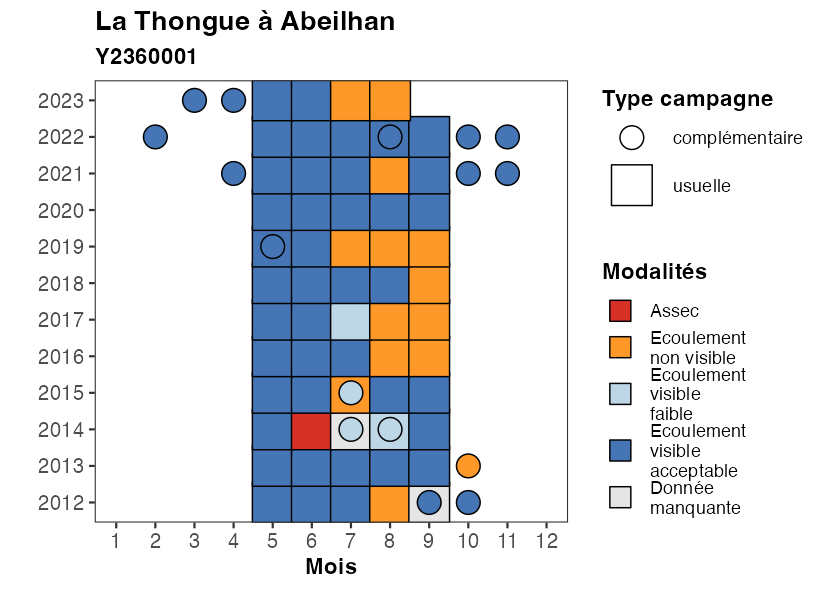 La Thongue à Abeilhan
Y2360001
2023
2022
2021
2020
2019
2018
2017
2016
2015
2014
2013
2012
1 2 3 4 5 6 7 8 9 10 11 12
Mois
Type campagne
complémentaire
usuelle
Modalités
Assec
Ecoulement
non visible
Ecoulement
visible
faible
Ecoulement
visible
acceptable
Donnée
manquante